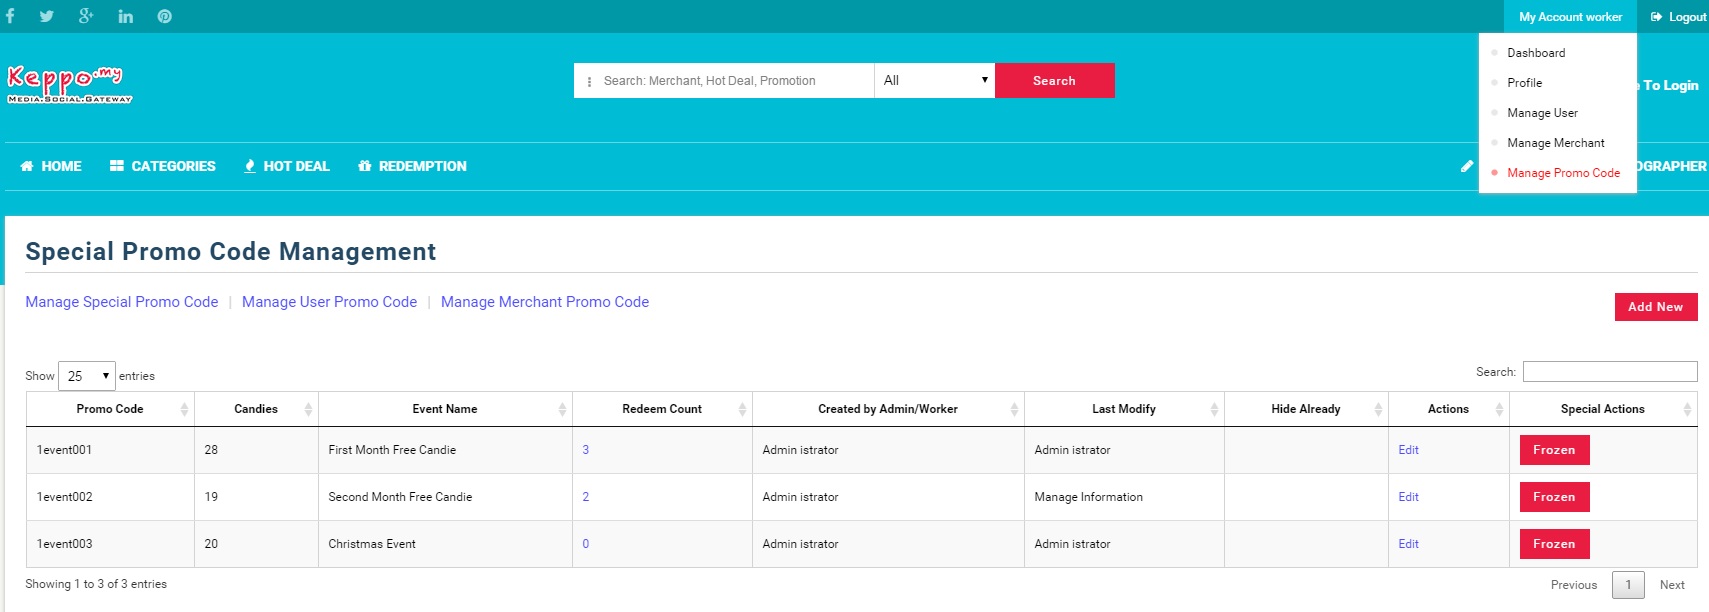 My Account worker
Logout
Keppo.my
Media.Social.Gateway
Search: Merchant, Hot Deal, Promotion
All
Search
Dashboard
Profile
Manage User
Manage Merchant
Manage Promo Code
To Login
HOME CATEGORIES HOT DEAL REDEMPTION
OGRAPHER
Special Promo Code Management
Manage Special Promo Code | Manage User Promo Code | Manage Merchant Promo Code
Add New
Show 25 entries
Search:
Promo Code Candies Event Name Redeem Count Created by Admin/Worker Last Modify Hide Already Actions Special Actions
1event001 28 First Month Free Candie 3 Admin istrator Admin istrator Edit Frozen
1event002 19 Second Month Free Candie 2 Admin istrator Manage Information Edit Frozen
1event003 20 Christmas Event 0 Admin istrator Admin istrator Edit Frozen
Showing 1 to 3 of 3 entries
Previous 1 Next